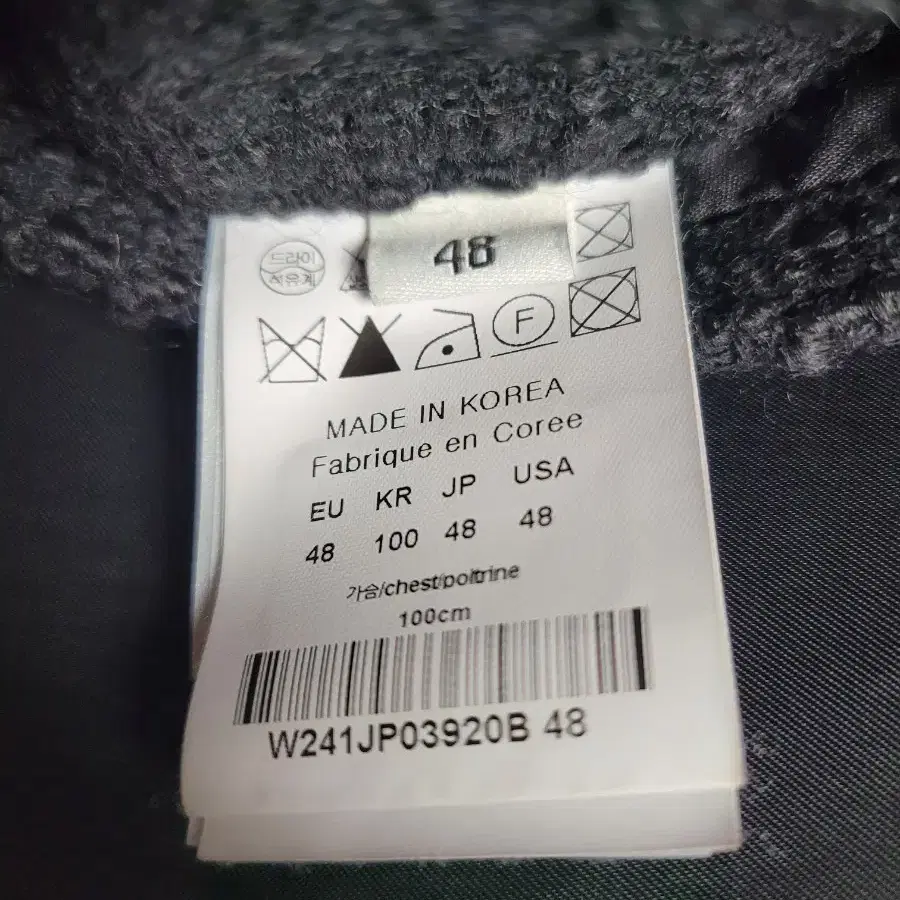 48
드라이
석유계
F
MADE IN KOREA
Fabrique en Coree
EU KR JP USA
48 100 48 48
가슴/chest/poitrine
100cm
W241JP03920B 48